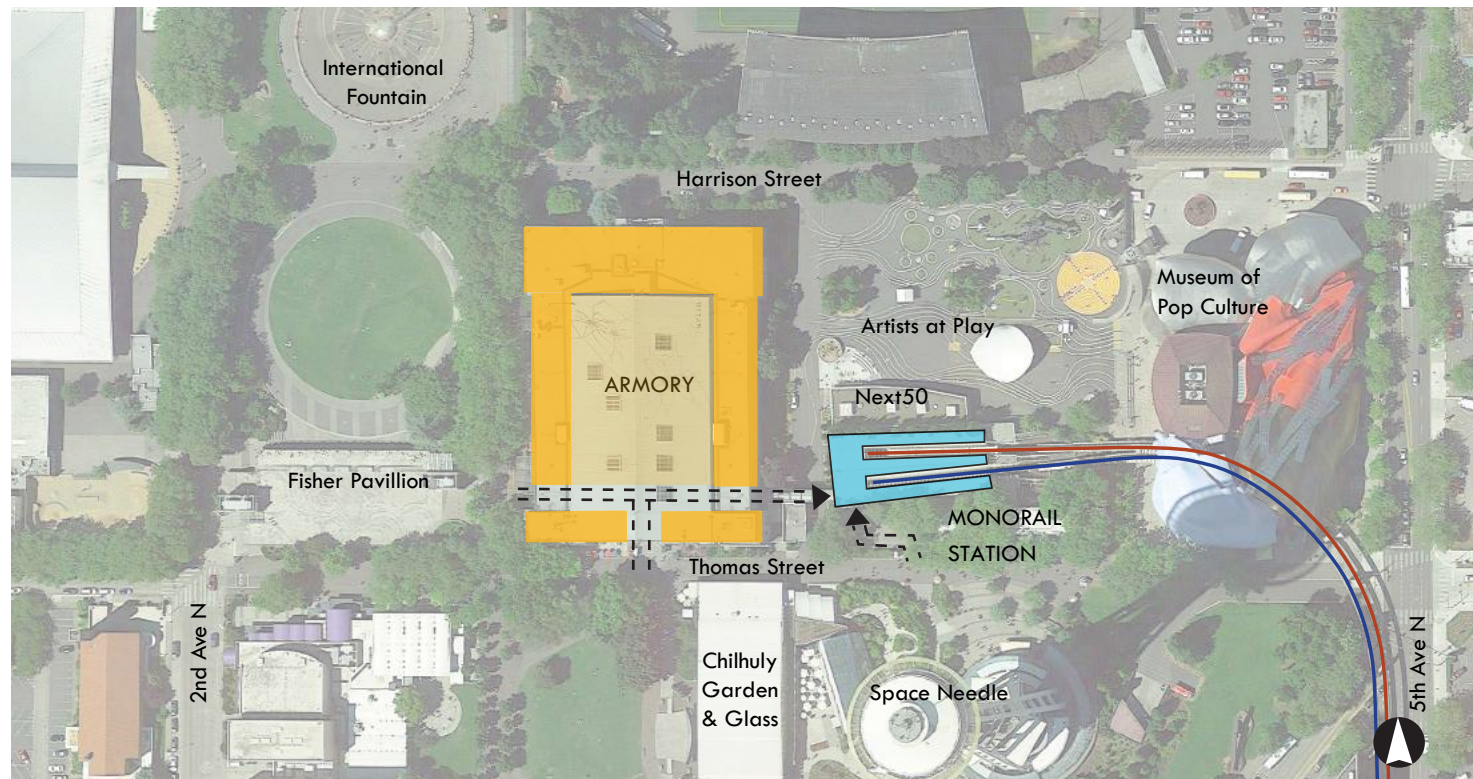 International
Fountain
Harrison Street
Museum of
Pop Culture
Artists at Play
ARMORY
Next50
Fisher Pavillion
MONORAIL
STATION
Thomas Street
2nd Ave N
Chilhuly
Garden
& Glass
Space Needle
5th Ave N